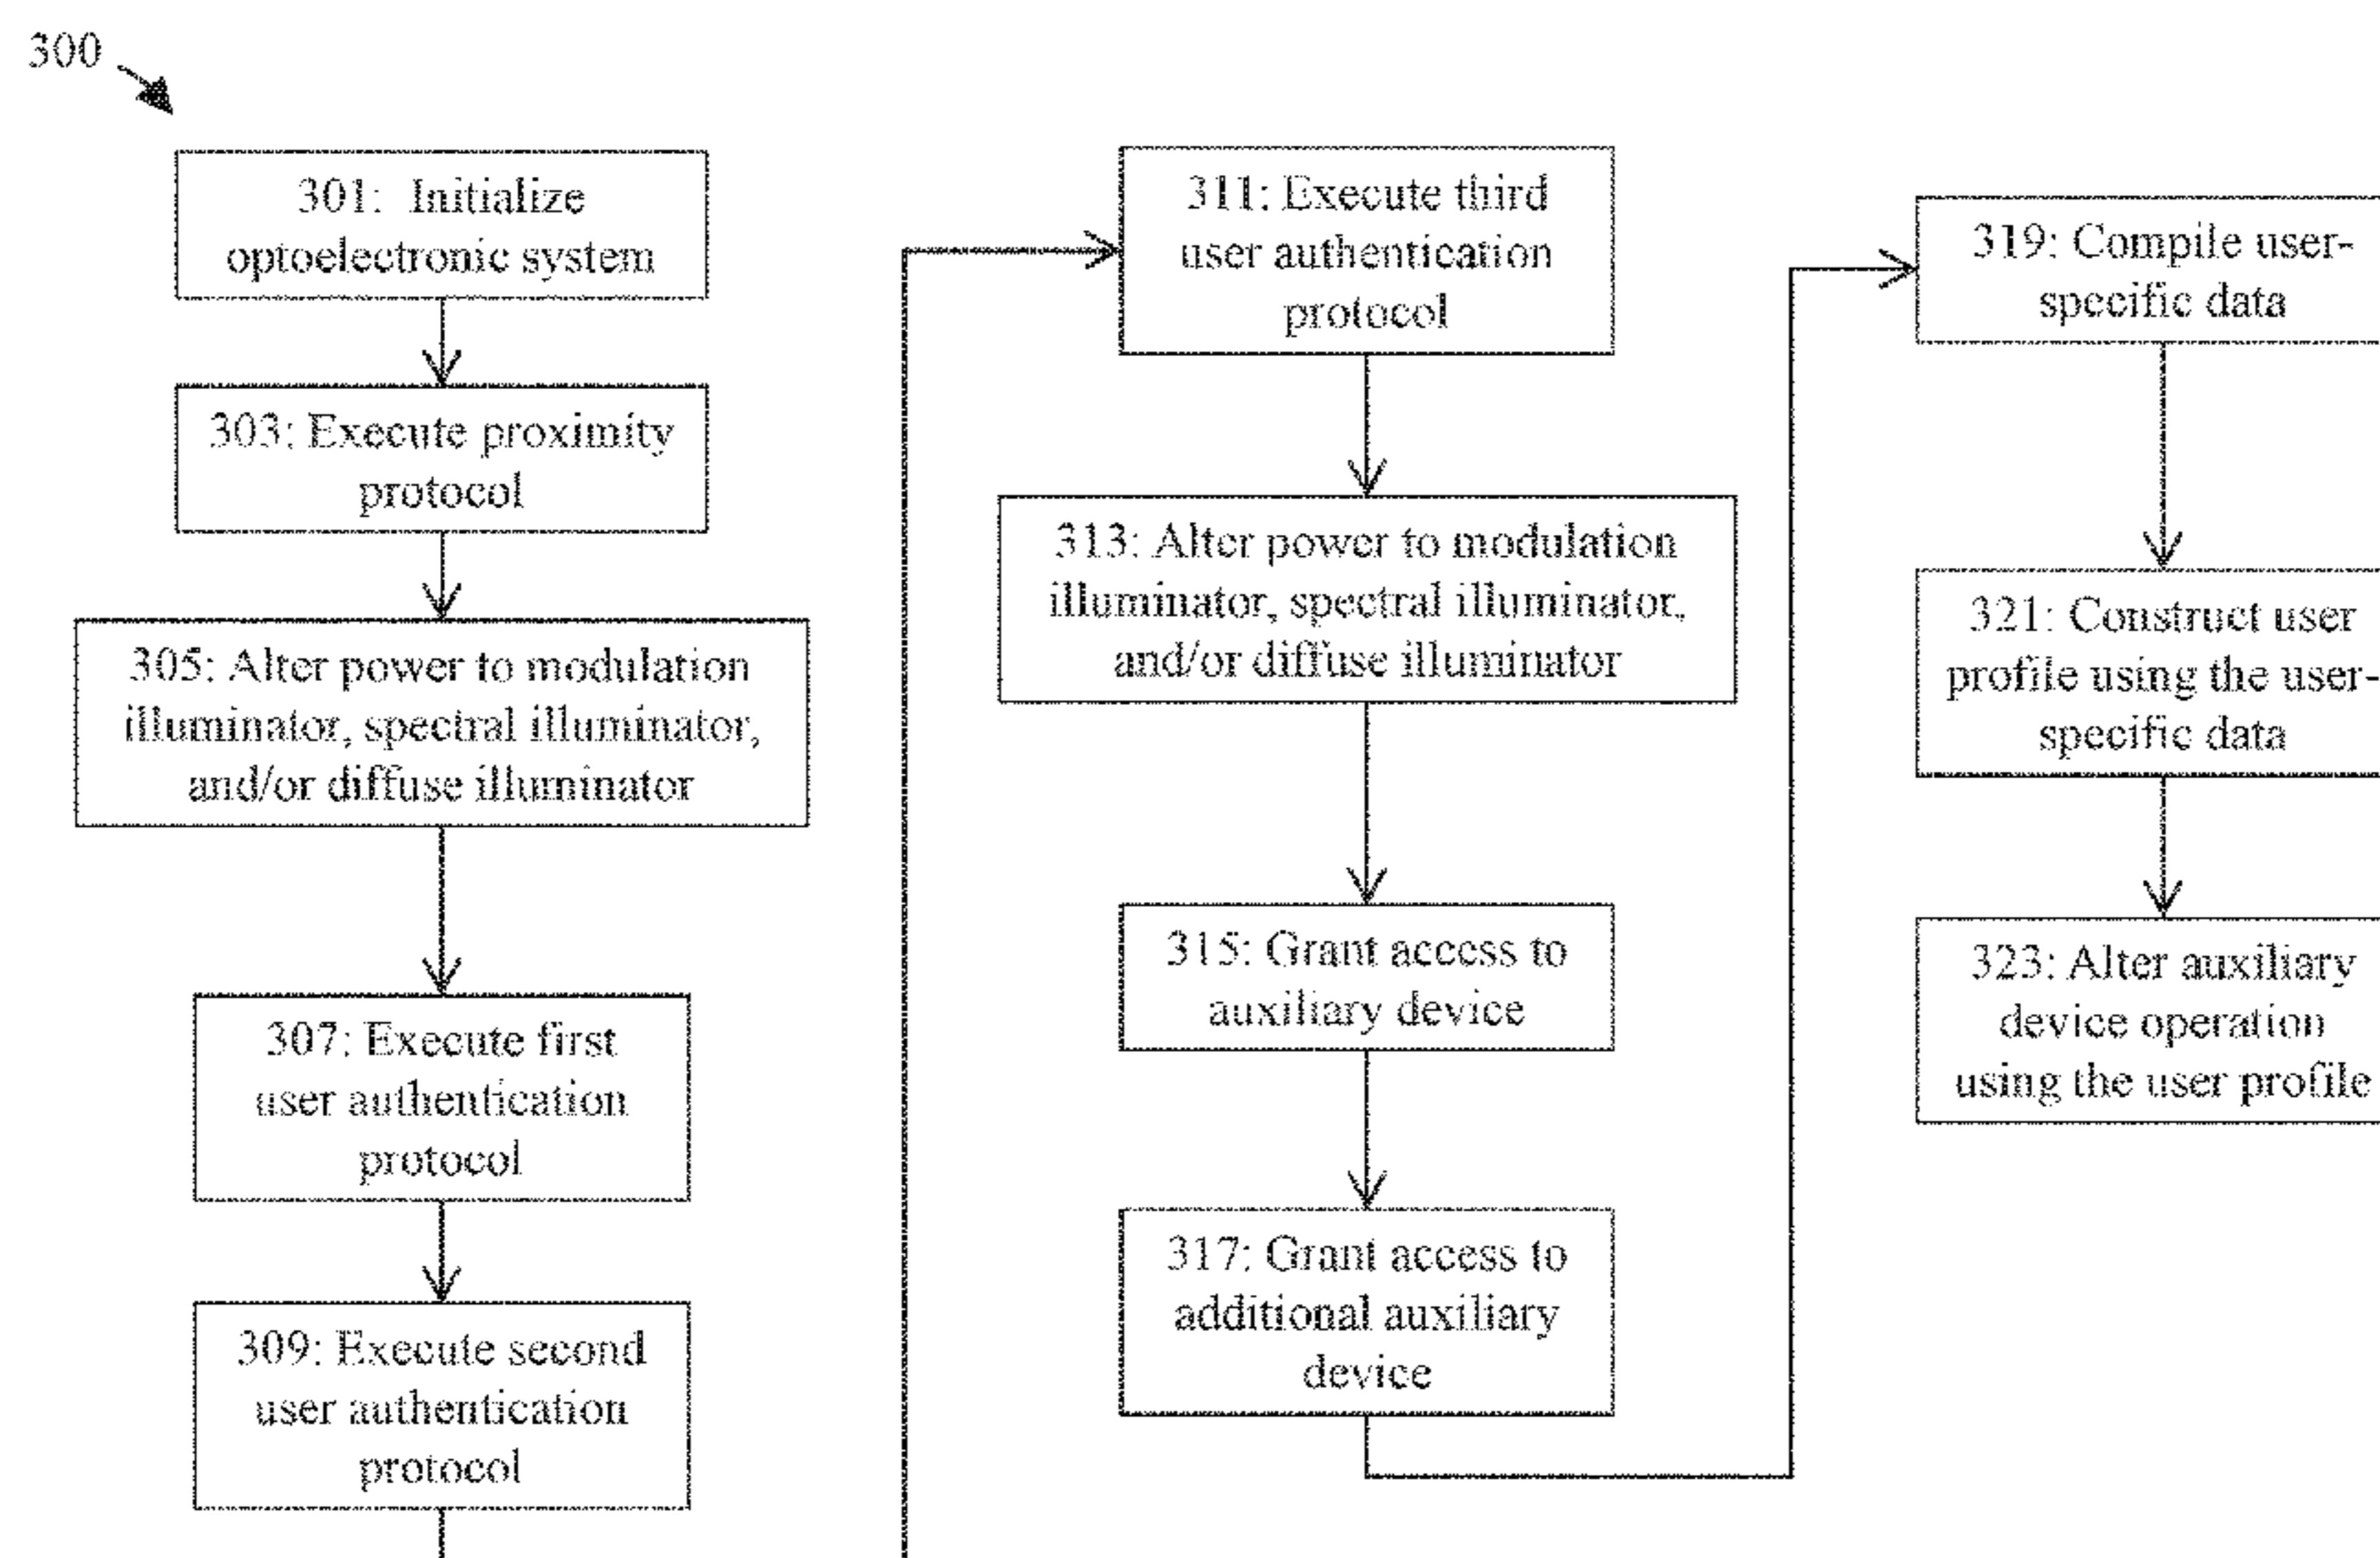 300
301: Initialize
optoelectronic system
303: Execute proximity
protocol
305: Alter power to modulation
illuminator, spectral illuminator,
and/or diffuse illuminator
307: Execute first
user authentication
protocol
309: Execute second
user authentication
protocol
311: Execute third
user authentication
protocol
313: Alter power to modulation
illuminator, spectral illuminator,
and/or diffuse illuminator
315: Grant access to
auxiliary device
317: Grant access to
additional auxiliary
device
319: Compile user-
specific data
321: Construct user
profile using the user-
specific data
323: Alter auxiliary
device operation
using the user profile